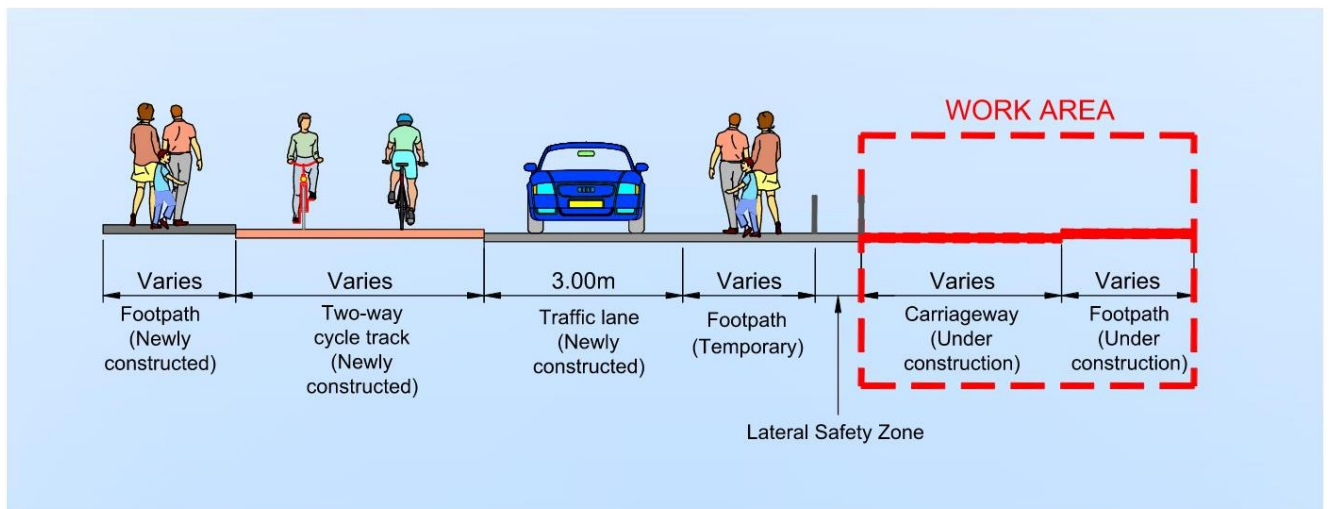 WORK AREA
Varies
Varies
3.00m
Varies
Varies
Varies
Footpath
(Newly
constructed)
Two-way
cycle track
(Newly
constructed)
Traffic lane
(Newly
constructed)
Footpath
(Temporary)
Carriageway
(Under
construction)
Footpath
(Under
construction)
Lateral Safety Zone